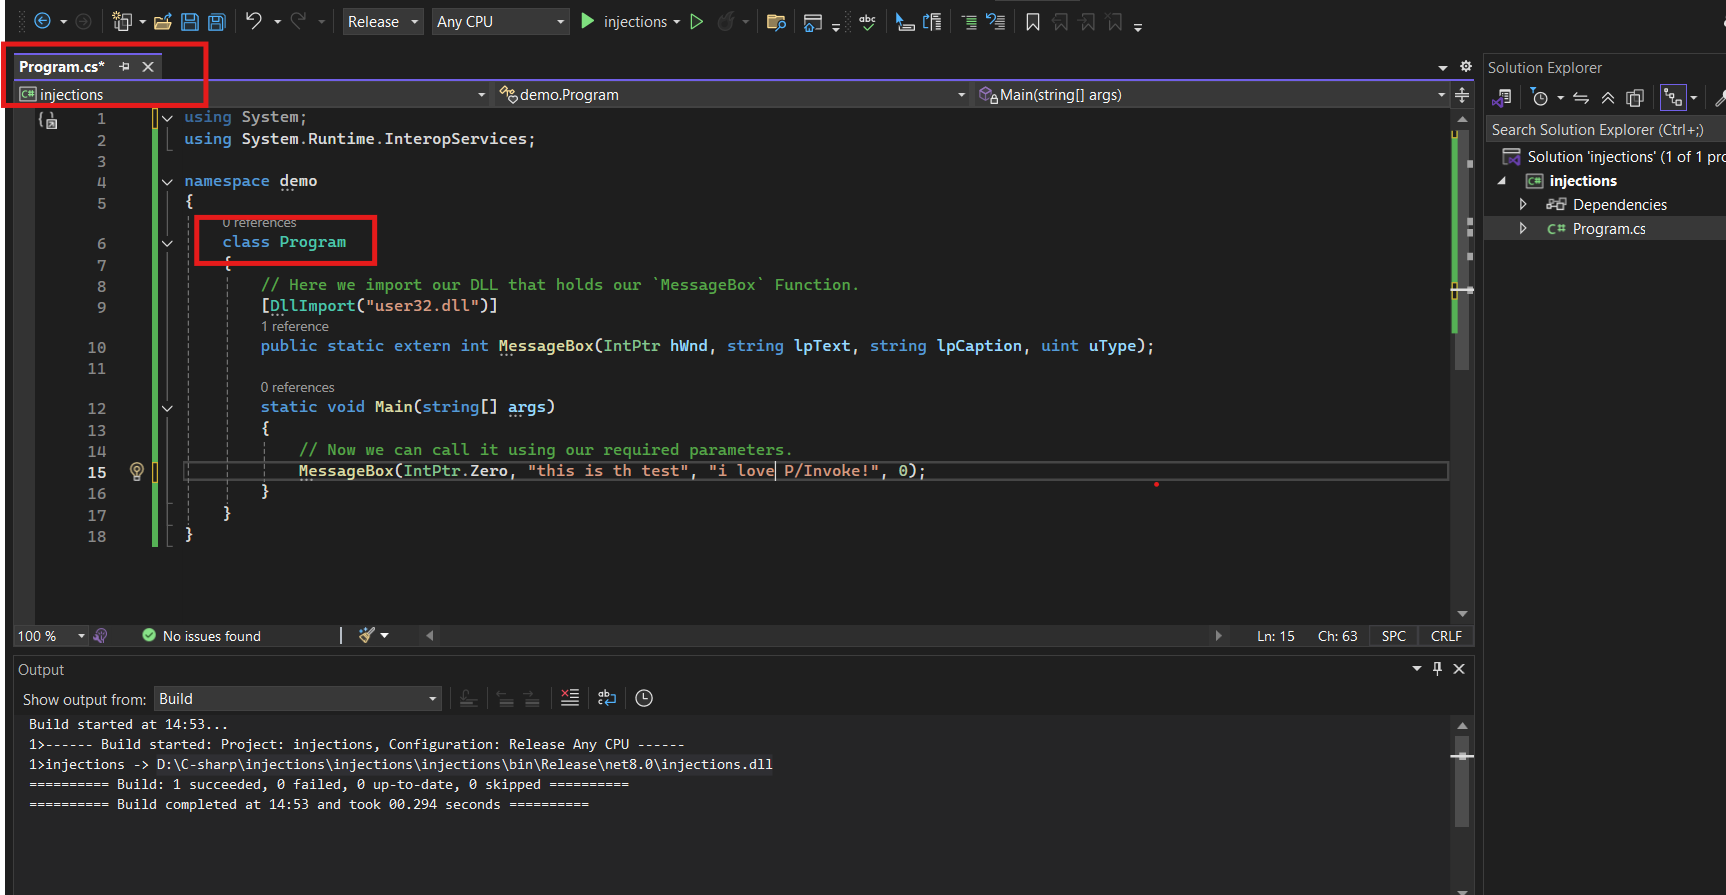 Release
Any CPU
injections
abc
Program.cs*
injections
demo.Program
Main(string[] args)
1 using System;
2 using System.Runtime.InteropServices;
3
4 namespace demo
5 {
0 references
6 class Program
7 {
8 // Here we import our DLL that holds our `MessageBox` Function.
9 [DllImport("user32.dll")]
1 reference
10 public static extern int MessageBox(IntPtr hWnd, string lpText, string lpCaption, uint uType);
11
0 references
12 static void Main(string[] args)
13 {
14 // Now we can call it using our required parameters.
15 MessageBox(IntPtr.Zero, "this is th test", "i love P/Invoke!", 0);
16 }
17 }
18 }
100 %
No issues found
Ln: 15 Ch: 63 SPC CRLF
Output
Show output from: Build
Build started at 14:53...
1>------ Build started: Project: injections, Configuration: Release Any CPU ------
1>injections -> D:\C-sharp\injections\injections\injections\bin\Release\net8.0\injections.dll
========== Build: 1 succeeded, 0 failed, 0 up-to-date, 0 skipped ==========
========== Build completed at 14:53 and took 00.294 seconds ==========
Solution Explorer
Search Solution Explorer (Ctrl+;)
Solution 'injections' (1 of 1 pro
C# injections
Dependencies
C# Program.cs